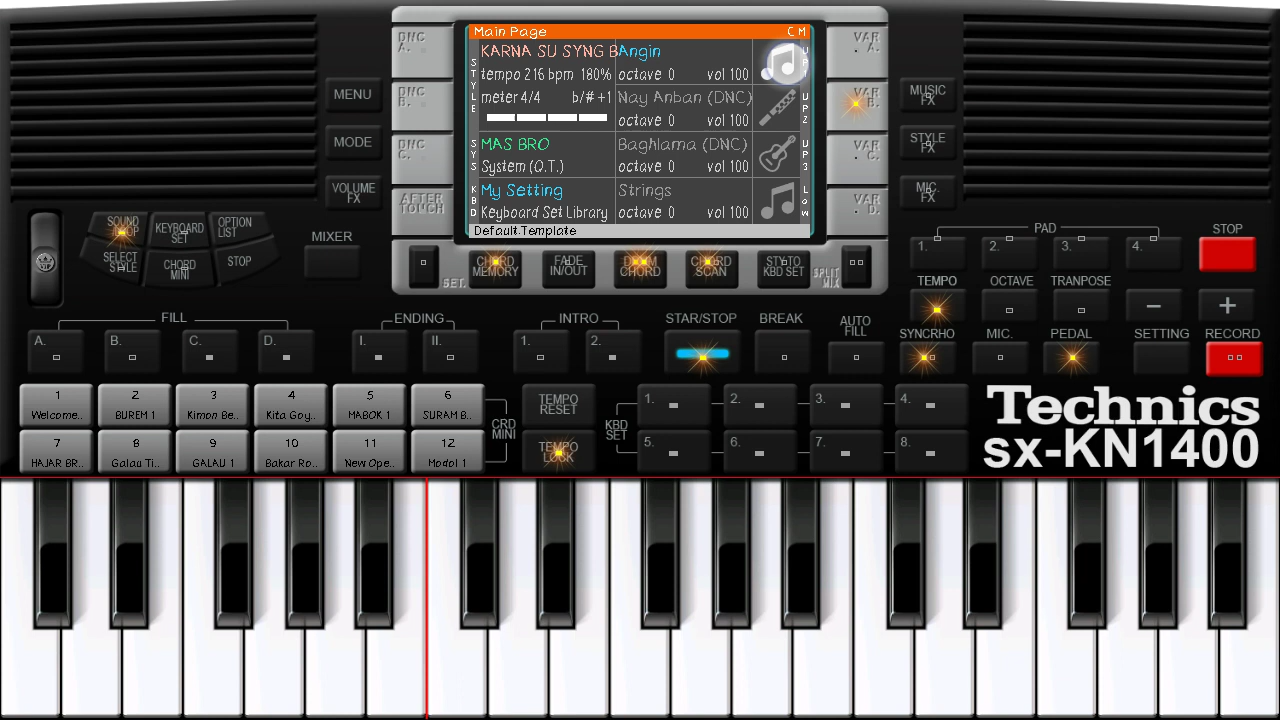 Main Page CM
KARNA SU SYNG B Angin
tempo 216 bpm 180% octave 0 vol 100
meter 4/4 b/# +1 Nay Anban (DNC)
octave 0 vol 100
MAS BRO Baghlama (DNC)
System (Q.T.) octave 0 vol 100
My Setting Strings
Keyboard Set Library octave 0 vol 100
Default Template
STYLE
SYS
KBD
UP1
UP2
UP3
Low
DNC A.
DNC B.
DNC C.
AFTER TOUCH
VAR A.
VAR B.
VAR C.
VAR D.
MENU
MODE
VOLUME FX
MUSIC FX
STYLE FX
MIC. FX
SOUND
KEYBOARD SET
OPTION LIST
SELECT STYLE
CHORD MINI
STOP
MIXER
SET.
CHORD MEMORY
FADE IN/OUT
CHORD
CHORD SCAN
STY TO KBD SET
SPLIT MIX
PAD
STOP
1. 2. 3. 4.
TEMPO OCTAVE TRANPOSE − +
SYNCRHO MIC. PEDAL SETTING RECORD
FILL ENDING INTRO STAR/STOP BREAK AUTO FILL
A. B. C. D. I. II. 1. 2.
1 2 3 4 5 6
Welcome.. BUREM 1 Kimon Be.. Kita Goy.. MABOK 1 SURAM B..
7 8 9 10 11 12
HAJAR BR.. Galau Ti.. GALAU 1 Bakar Ro.. New Ope.. Modol 1
CRD MINI
TEMPO RESET
TEMPO LOCK
KBD SET
1. 2. 3. 4.
5. 6. 7. 8.
Technics
sx-KN1400